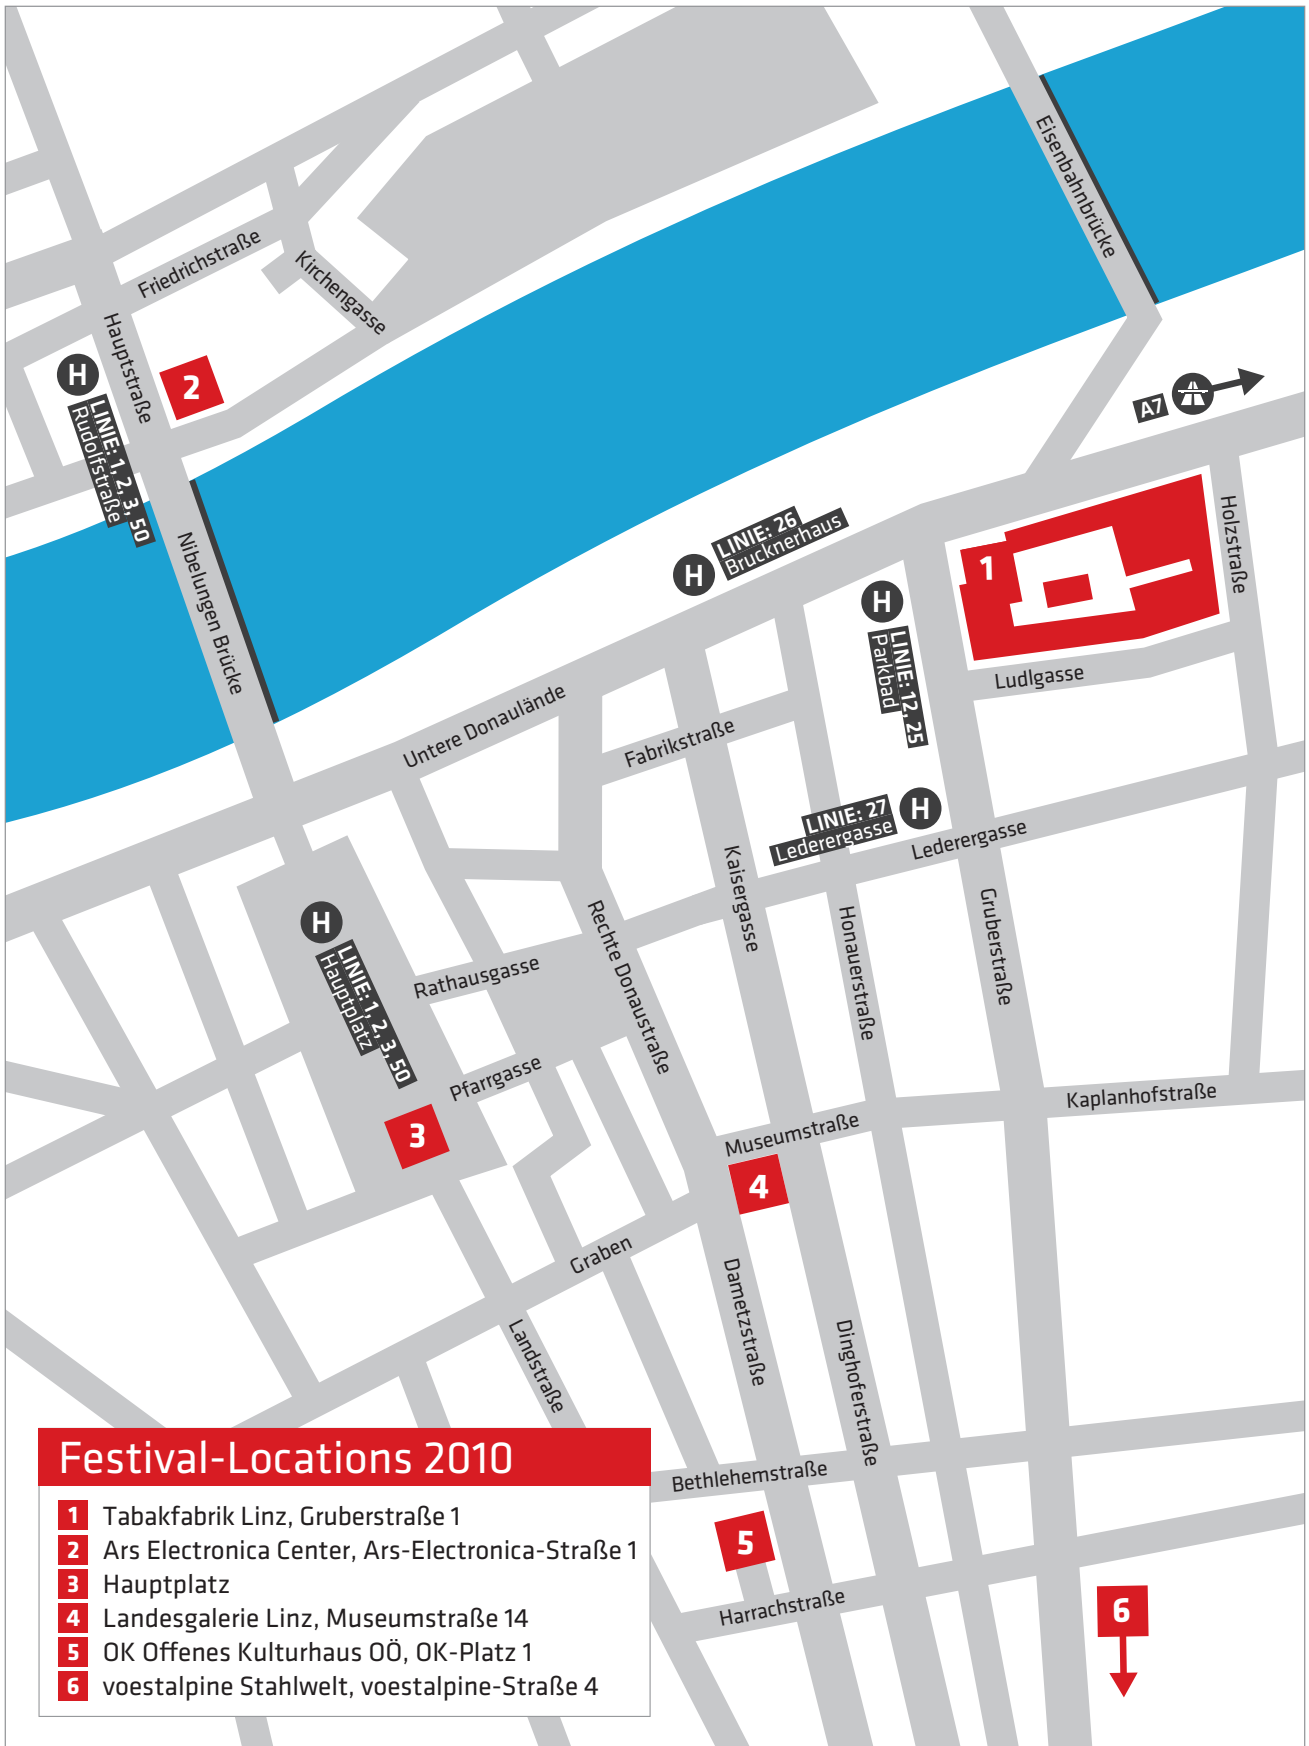 Eisenbahnbrücke
Friedrichstraße
Kirchengasse
Hauptstraße
H
LINIE: 1, 2, 3, 50
Rudolfstraße
2
A7
Nibelungen Brücke
H
LINIE: 26
Brucknerhaus
1
Holzstraße
H
LINIE: 12, 25
Parkbad
Ludlgasse
Untere Donaulände
Fabrikstraße
LINIE: 27
Lederergasse
H
Lederergasse
Kaisergasse
Honauerstraße
Gruberstraße
H
LINIE: 1, 2, 3, 50
Hauptplatz
Rathausgasse
Rechte Donaustraße
Pfarrgasse
3
Kaplanhofstraße
Museumstraße
4
Graben
Dametzstraße
Landstraße
Dinghoferstraße
Bethlehemstraße
5
Harrachstraße
6
Festival-Locations 2010
1 Tabakfabrik Linz, Gruberstraße 1
2 Ars Electronica Center, Ars-Electronica-Straße 1
3 Hauptplatz
4 Landesgalerie Linz, Museumstraße 14
5 OK Offenes Kulturhaus OÖ, OK-Platz 1
6 voestalpine Stahlwelt, voestalpine-Straße 4